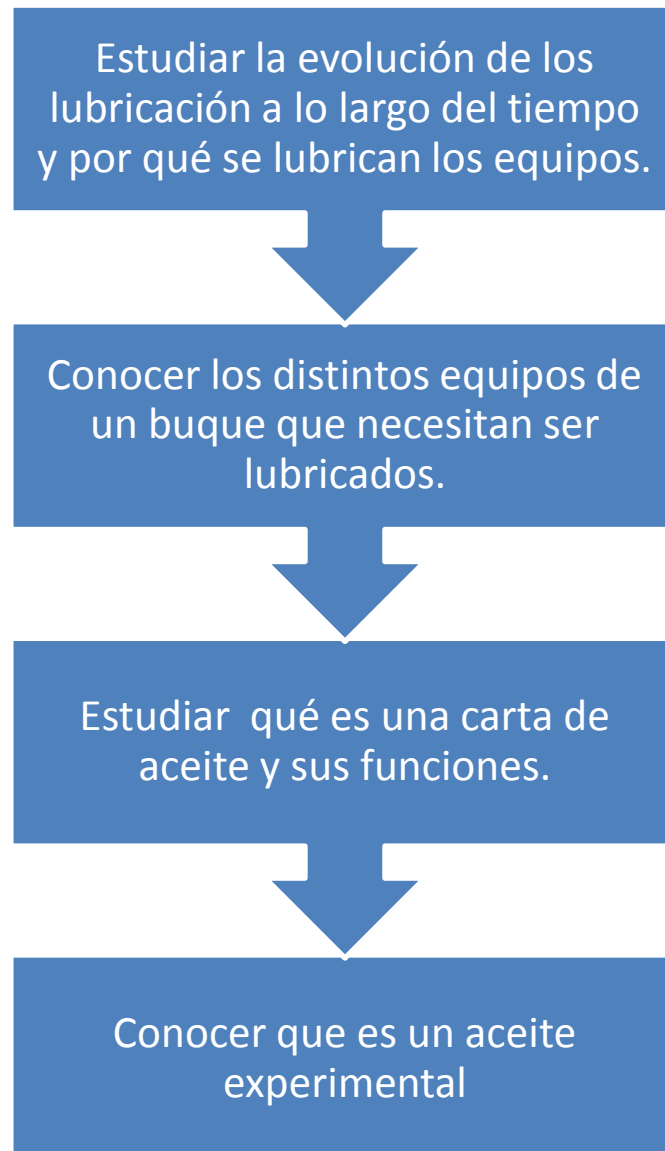 Estudiar la evolución de los
lubricación a lo largo del tiempo
y por qué se lubrican los equipos.
Conocer los distintos equipos de
un buque que necesitan ser
lubricados.
Estudiar  qué es una carta de
aceite y sus funciones.
Conocer que es un aceite
experimental